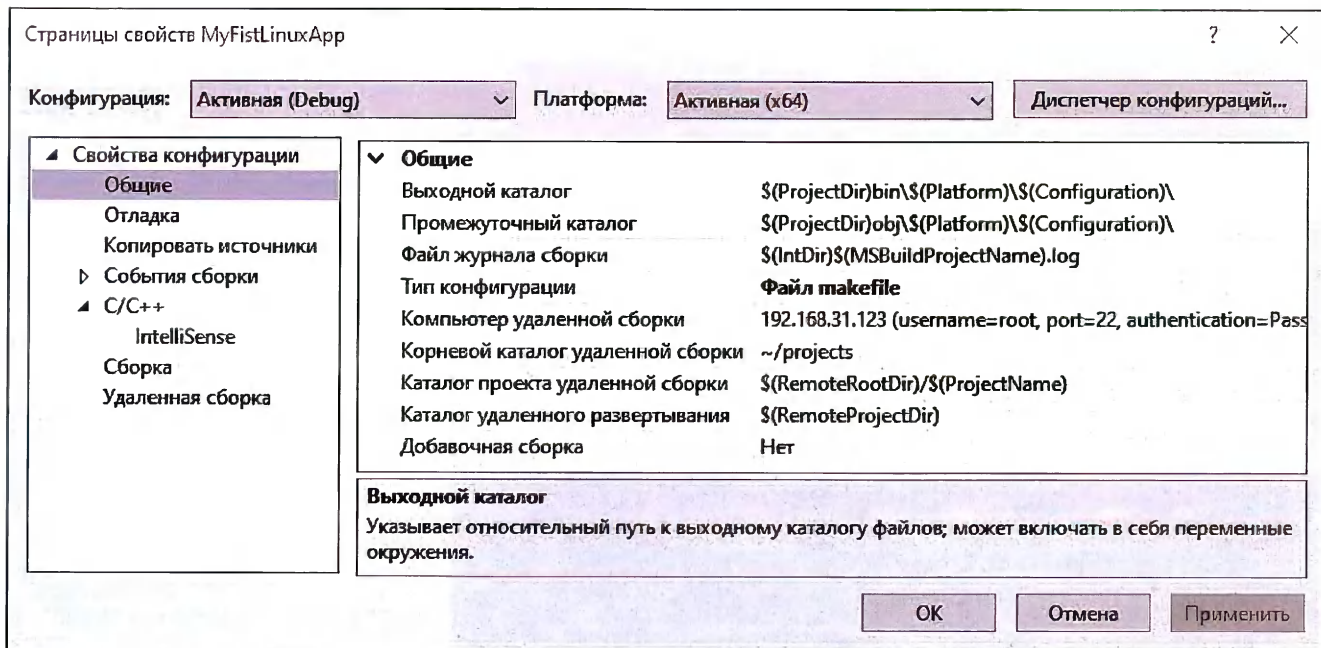 Страницы свойств MyFistLinuxApp
?
Конфигурация: Активная (Debug) Платформа: Активная (x64) Диспетчер конфигураций...
Свойства конфигурации
Общие
Отладка
Копировать источники
События сборки
C/C++
IntelliSense
Сборка
Удаленная сборка
Общие
Выходной каталог $(ProjectDir)bin\$(Platform)\$(Configuration)\
Промежуточный каталог $(ProjectDir)obj\$(Platform)\$(Configuration)\
Файл журнала сборки $(IntDir)$(MSBuildProjectName).log
Тип конфигурации Файл makefile
Компьютер удаленной сборки 192.168.31.123 (username=root, port=22, authentication=Pass
Корневой каталог удаленной сборки ~/projects
Каталог проекта удаленной сборки $(RemoteRootDir)/$(ProjectName)
Каталог удаленного развертывания $(RemoteProjectDir)
Добавочная сборка Нет
Выходной каталог
Указывает относительный путь к выходному каталогу файлов; может включать в себя переменные
окружения.
ОК Отмена Применить